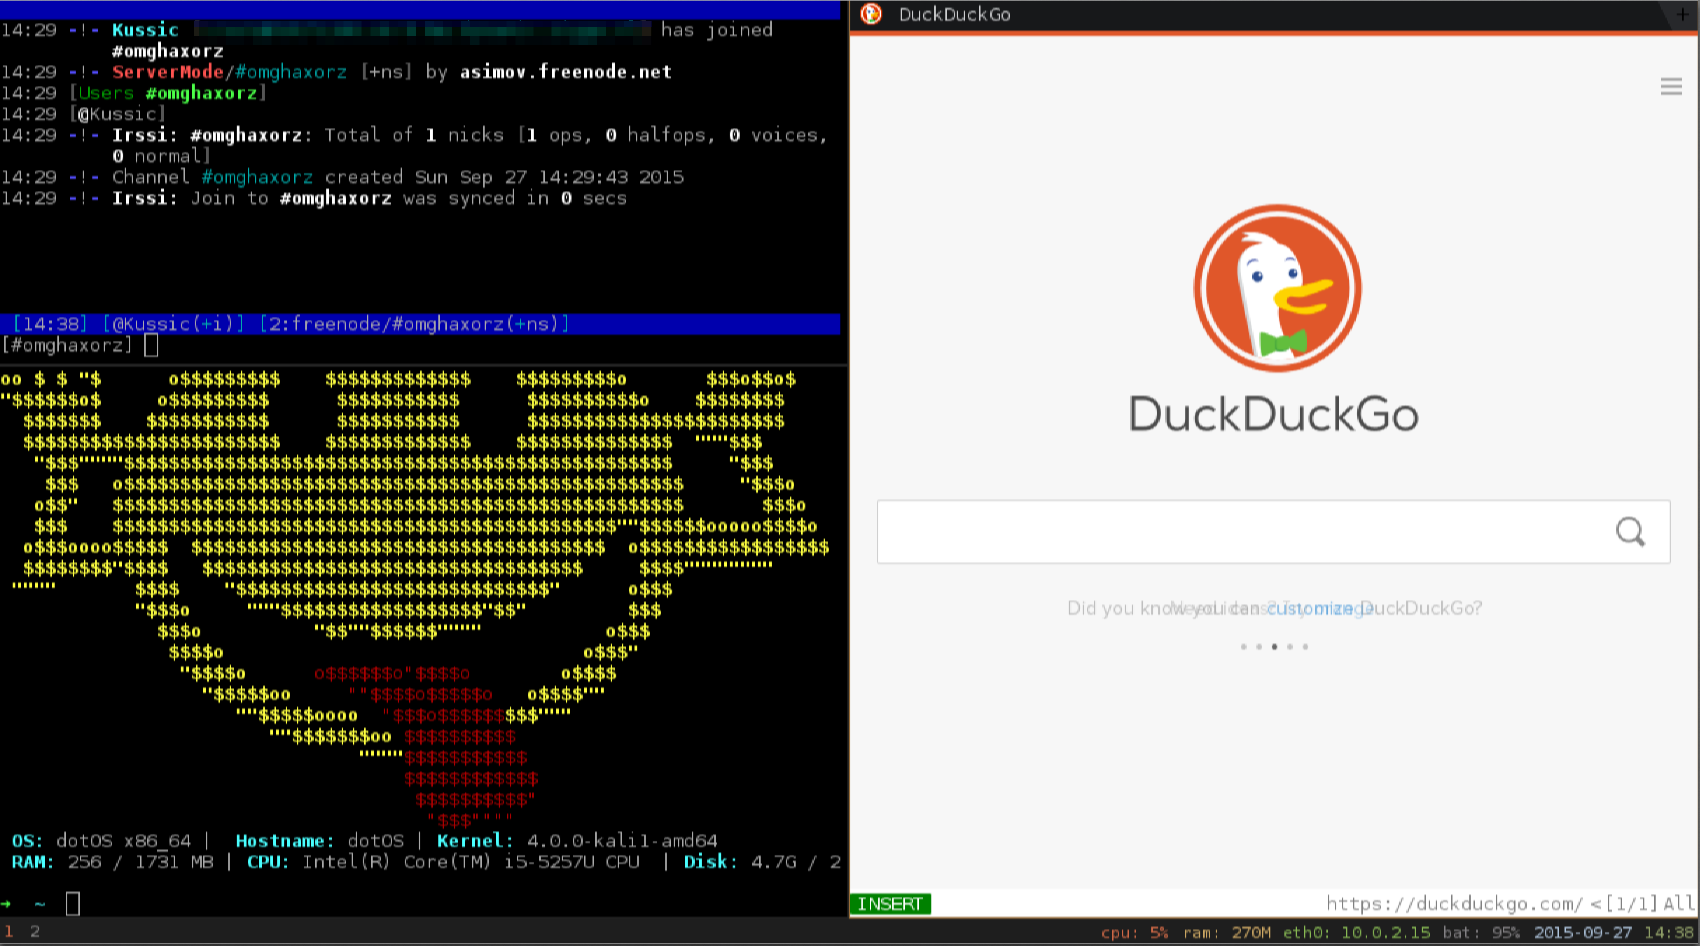 14:29 -!- Kussic has joined
#omghaxorz
14:29 -!- ServerMode/#omghaxorz [+ns] by asimov.freenode.net
14:29 [Users #omghaxorz]
14:29 [@Kussic]
14:29 -!- Irssi: #omghaxorz: Total of 1 nicks [1 ops, 0 halfops, 0 voices,
0 normal]
14:29 -!- Channel #omghaxorz created Sun Sep 27 14:29:43 2015
14:29 -!- Irssi: Join to #omghaxorz was synced in 0 secs
[14:38] [@Kussic(+i)] [2:freenode/#omghaxorz(+ns)]
[#omghaxorz]
OS: dotOS x86_64 | Hostname: dotOS | Kernel: 4.0.0-kali1-amd64
RAM: 256 / 1731 MB | CPU: Intel(R) Core(TM) i5-5257U CPU | Disk: 4.7G / 2
→ ~
DuckDuckGo
+
DuckDuckGo
Did you know you can customize DuckDuckGo?
INSERT
https://duckduckgo.com/ <[1/1] All
1 2
cpu: 5% ram: 270M eth0: 10.0.2.15 bat: 95% 2015-09-27 14:38